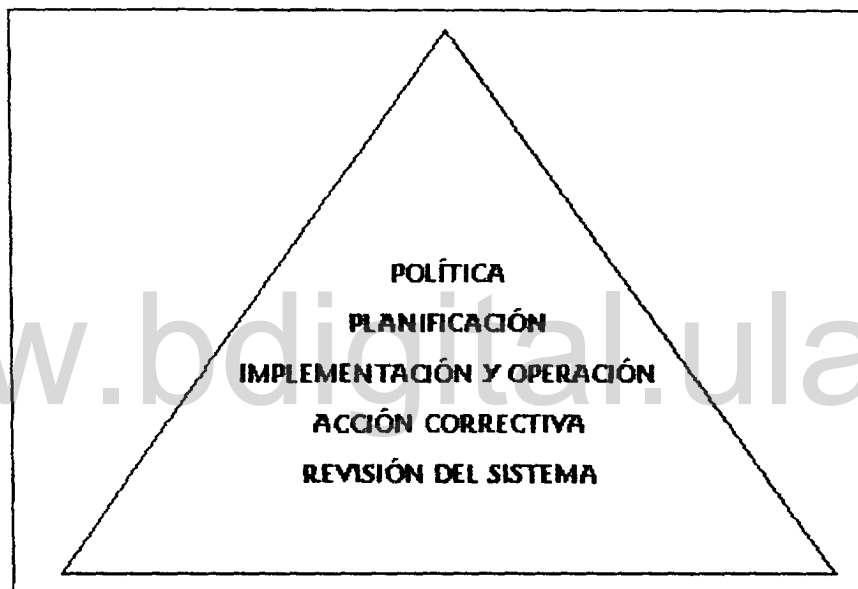 POLÍTICA
PLANIFICACIÓN
w.bdigital.ula
IMPLEMENTACIÓN Y OPERACIÓN
ACCIÓN CORRECTIVA
REVISIÓN DEL SISTEMA